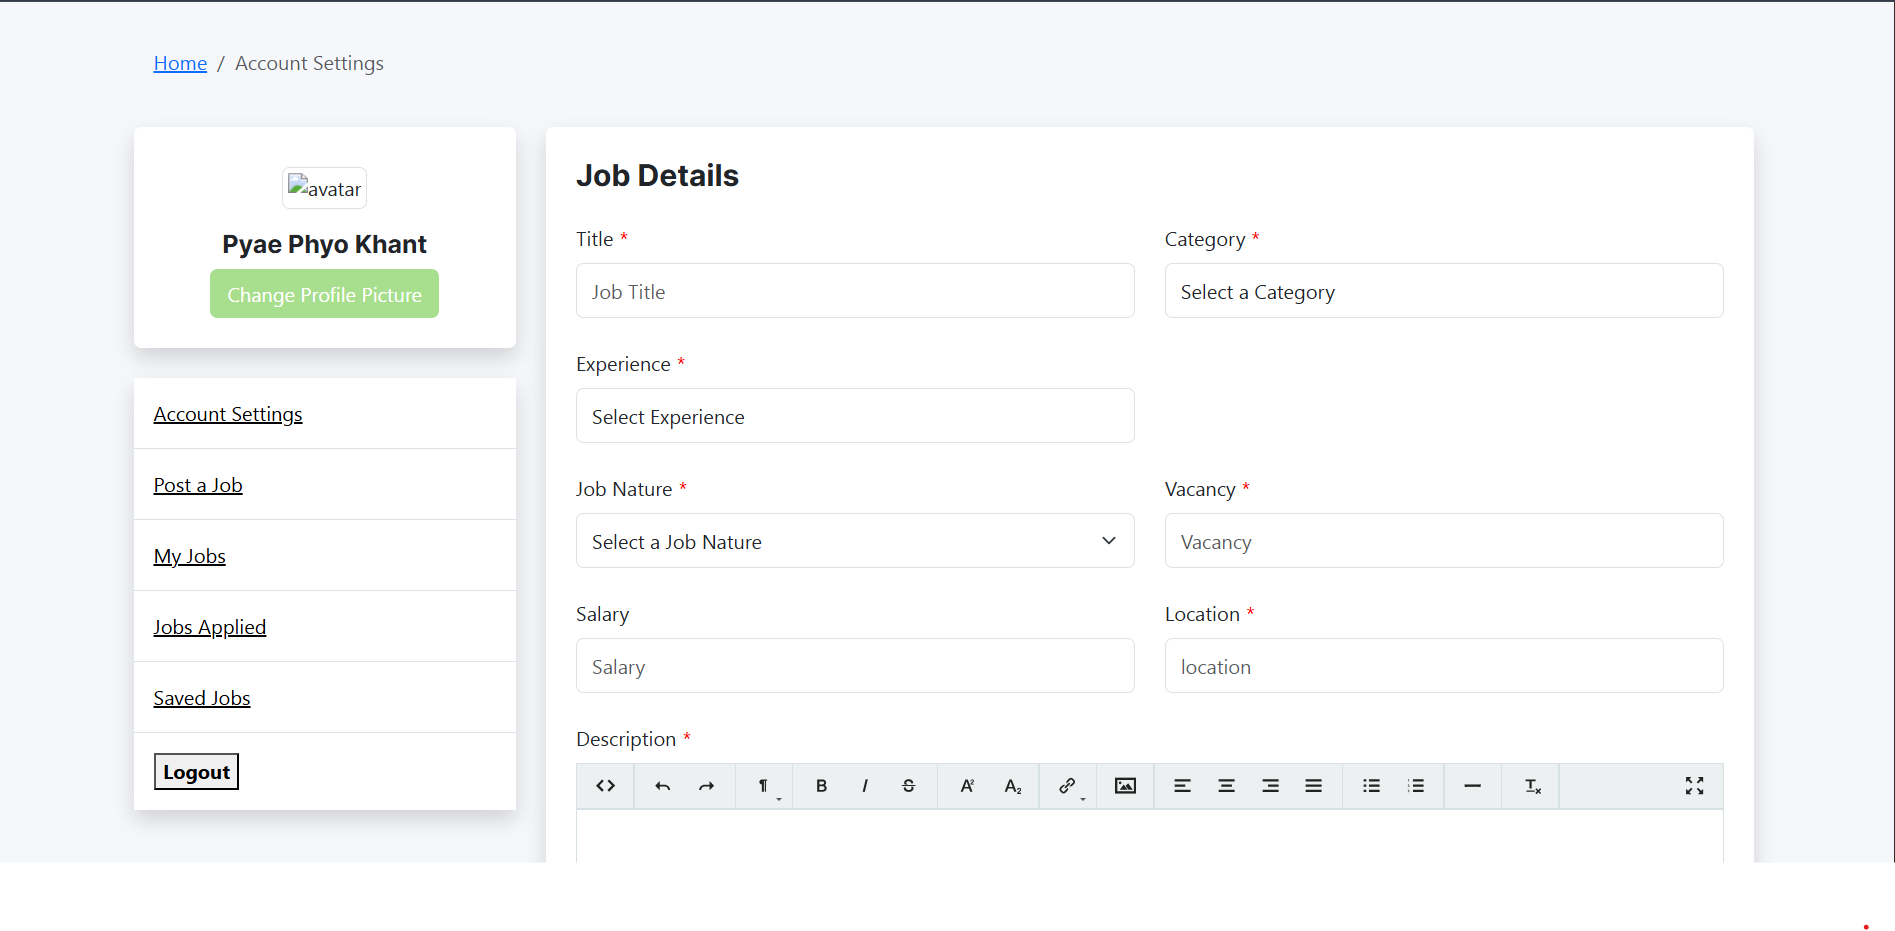 Home / Account Settings
avatar
Pyae Phyo Khant
Change Profile Picture
Account Settings
Post a Job
My Jobs
Jobs Applied
Saved Jobs
Logout
Job Details
Title * Category *
Job Title Select a Category
Experience *
Select Experience
Job Nature * Vacancy *
Select a Job Nature Vacancy
Salary Location *
Salary location
Description *